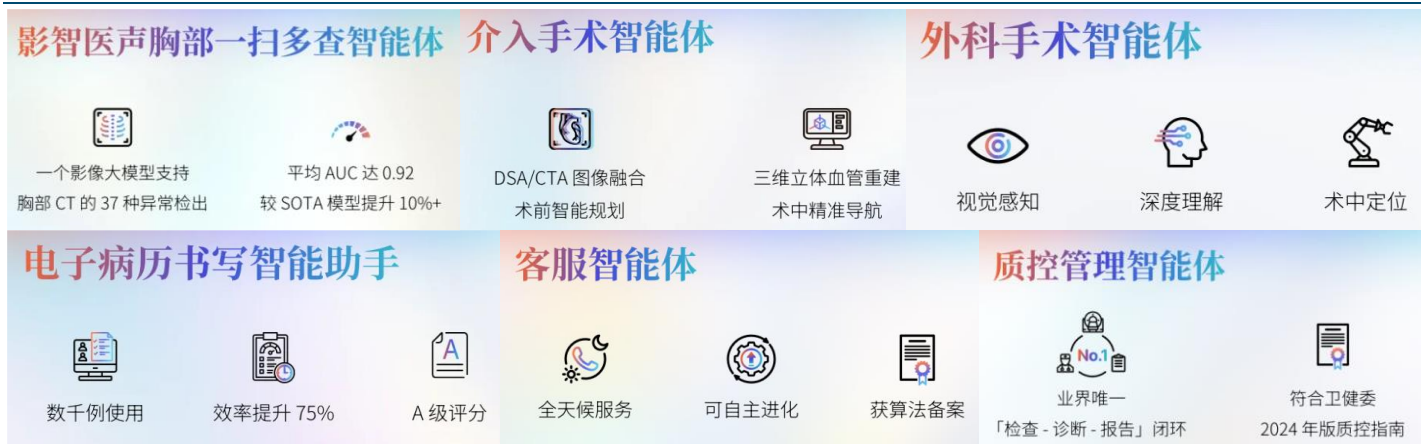 影智医声胸部一扫多查智能体
一个影像大模型支持
胸部 CT 的 37 种异常检出
平均 AUC 达 0.92
较 SOTA 模型提升 10%+
介入手术智能体
DSA/CTA 图像融合
术前智能规划
三维立体血管重建
术中精准导航
外科手术智能体
视觉感知
深度理解
术中定位
电子病历书写智能助手
数千例使用
效率提升 75%
A
A 级评分
客服智能体
全天候服务
可自主进化
获算法备案
质控管理智能体
No.1
业界唯一
「检查 - 诊断 - 报告」闭环
符合卫健委
2024 年版质控指南